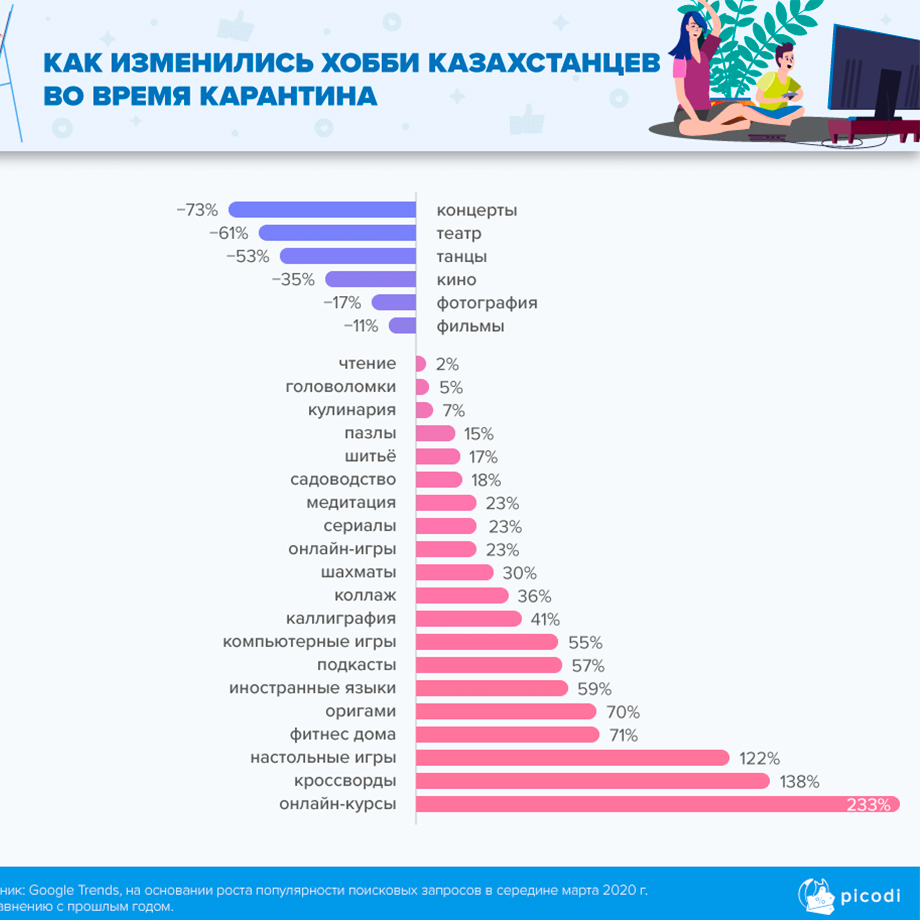 КАК ИЗМЕНИЛИСЬ ХОББИ КАЗАХСТАНЦЕВ
ВО ВРЕМЯ КАРАНТИНА
−73% концерты
−61% театр
−53% танцы
−35% кино
−17% фотография
−11% фильмы
чтение 2%
головоломки 5%
кулинария 7%
пазлы 15%
шитьё 17%
садоводство 18%
медитация 23%
сериалы 23%
онлайн-игры 23%
шахматы 30%
коллаж 36%
каллиграфия 41%
компьютерные игры 55%
подкасты 57%
иностранные языки 59%
оригами 70%
фитнес дома 71%
настольные игры 122%
кроссворды 138%
онлайн-курсы 233%
ник: Google Trends, на основании роста популярности поисковых запросов в середине марта 2020 г.
авнению с прошлым годом.
picodi